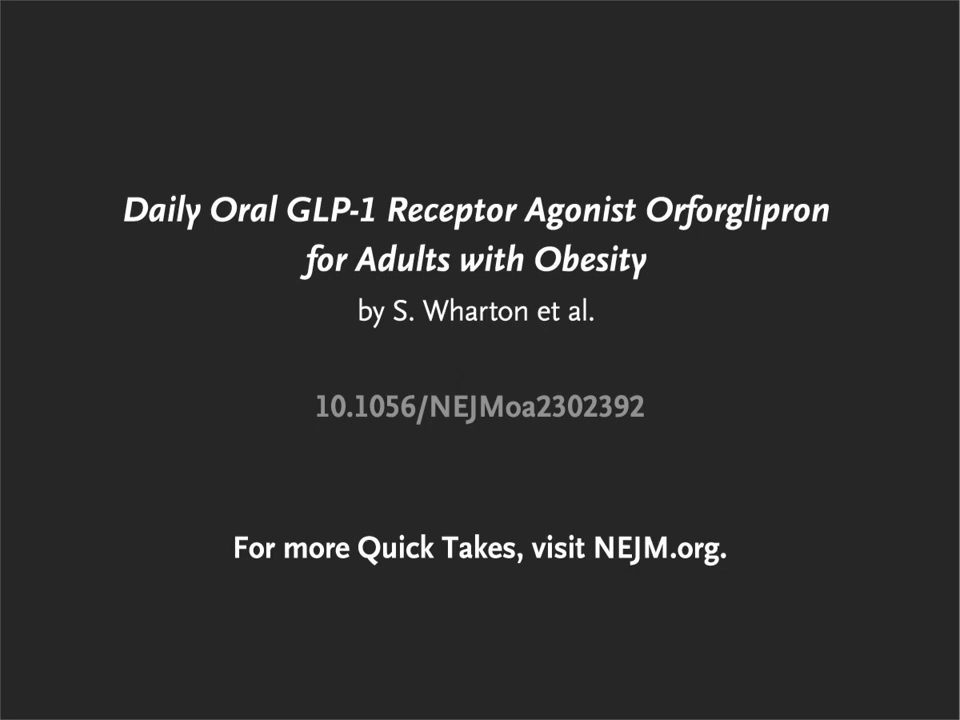 Daily Oral GLP-1 Receptor Agonist Orforglipron
for Adults with Obesity
by S. Wharton et al.
10.1056/NEJMoa2302392
For more Quick Takes, visit NEJM.org.